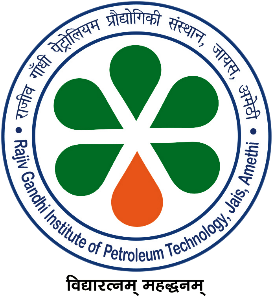 राजीव गाँधी पेट्रोलियम प्रौद्योगिकी संस्थान, जायस, अमेठी
Rajiv Gandhi Institute of Petroleum Technology, Jais, Amethi
विद्यारत्नम् महद्धनम्